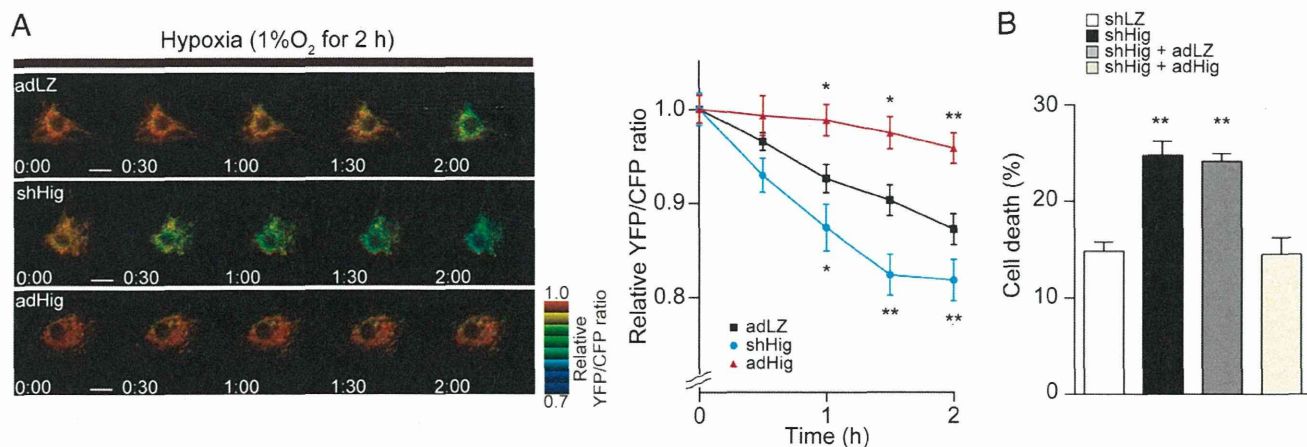 A
Hypoxia (1%O₂ for 2 h)
adLZ
0:00 0:30 1:00 1:30 2:00
shHig
0:00 0:30 1:00 1:30 2:00
adHig
0:00 0:30 1:00 1:30 2:00
1.0
Relative
YFP/CFP ratio
0.7
Relative YFP/CFP ratio
1.0
0.9
0.8
* * **
* ** **
adLZ
shHig
adHig
0 1 2
Time (h)
B
shLZ
shHig
shHig + adLZ
shHig + adHig
Cell death (%)
30
20
10
0
** **